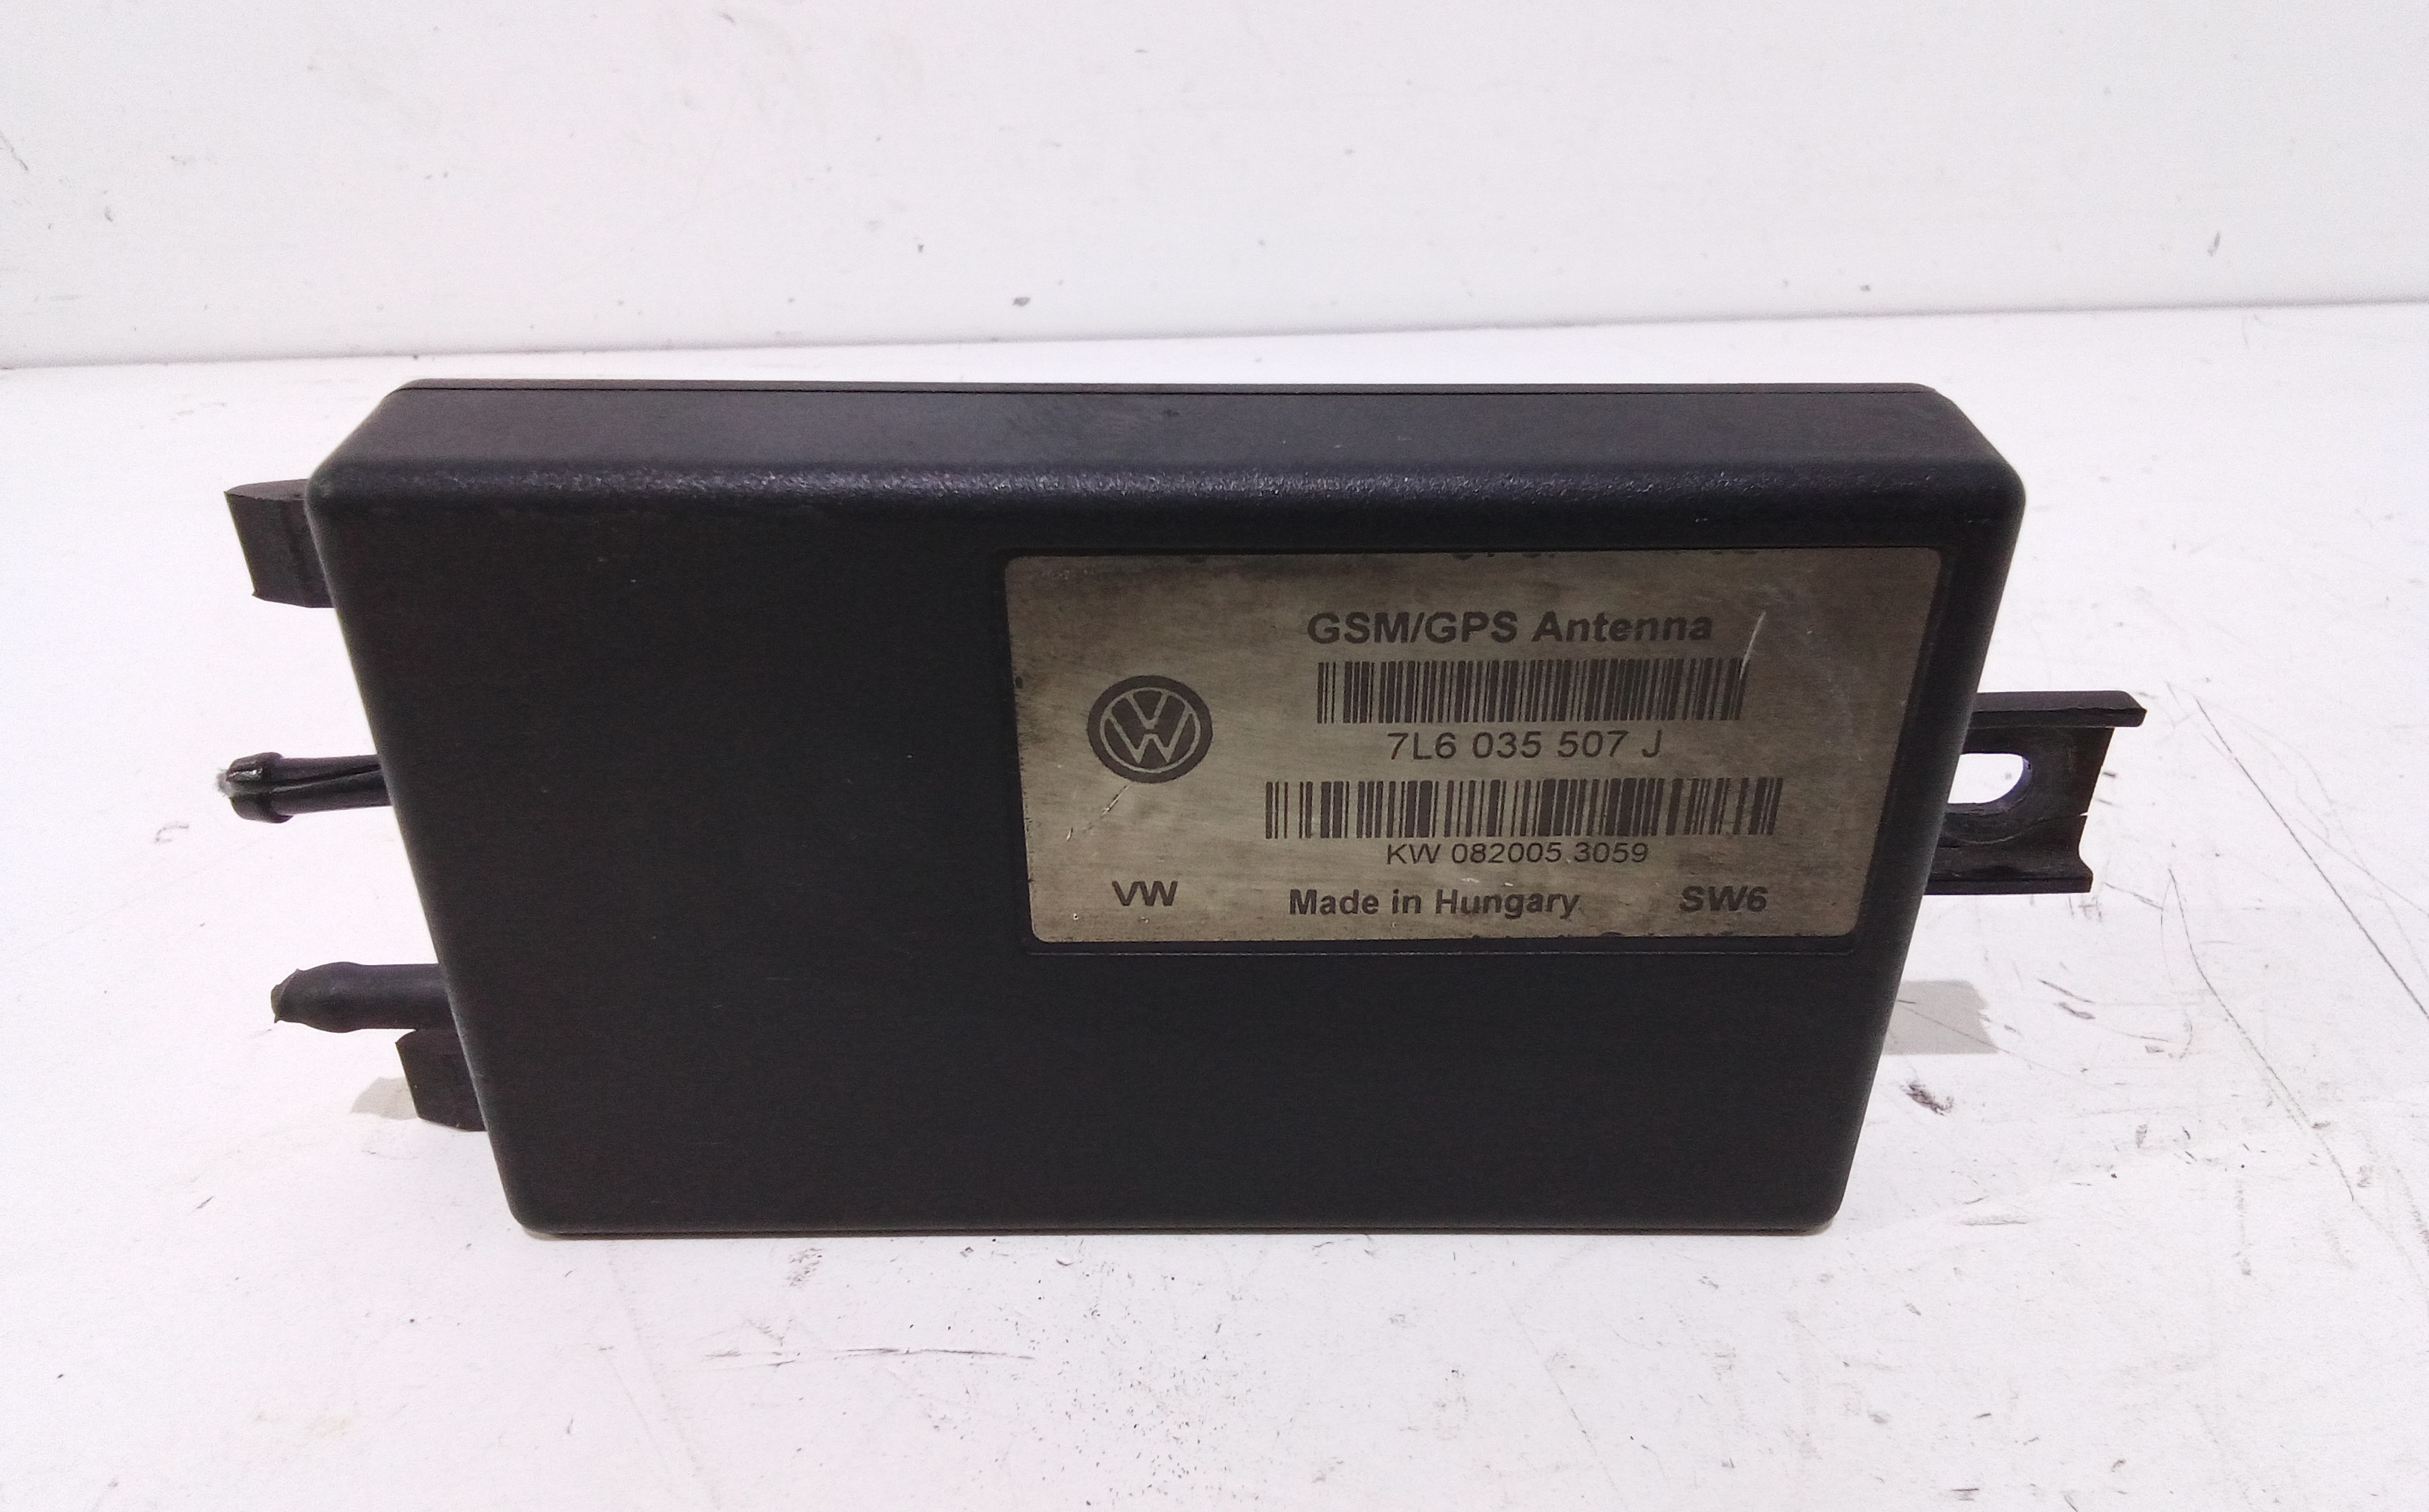 GSM/GPS Antenna
7L6 035 507 J
KW 082005 3059
VW Made in Hungary SW6